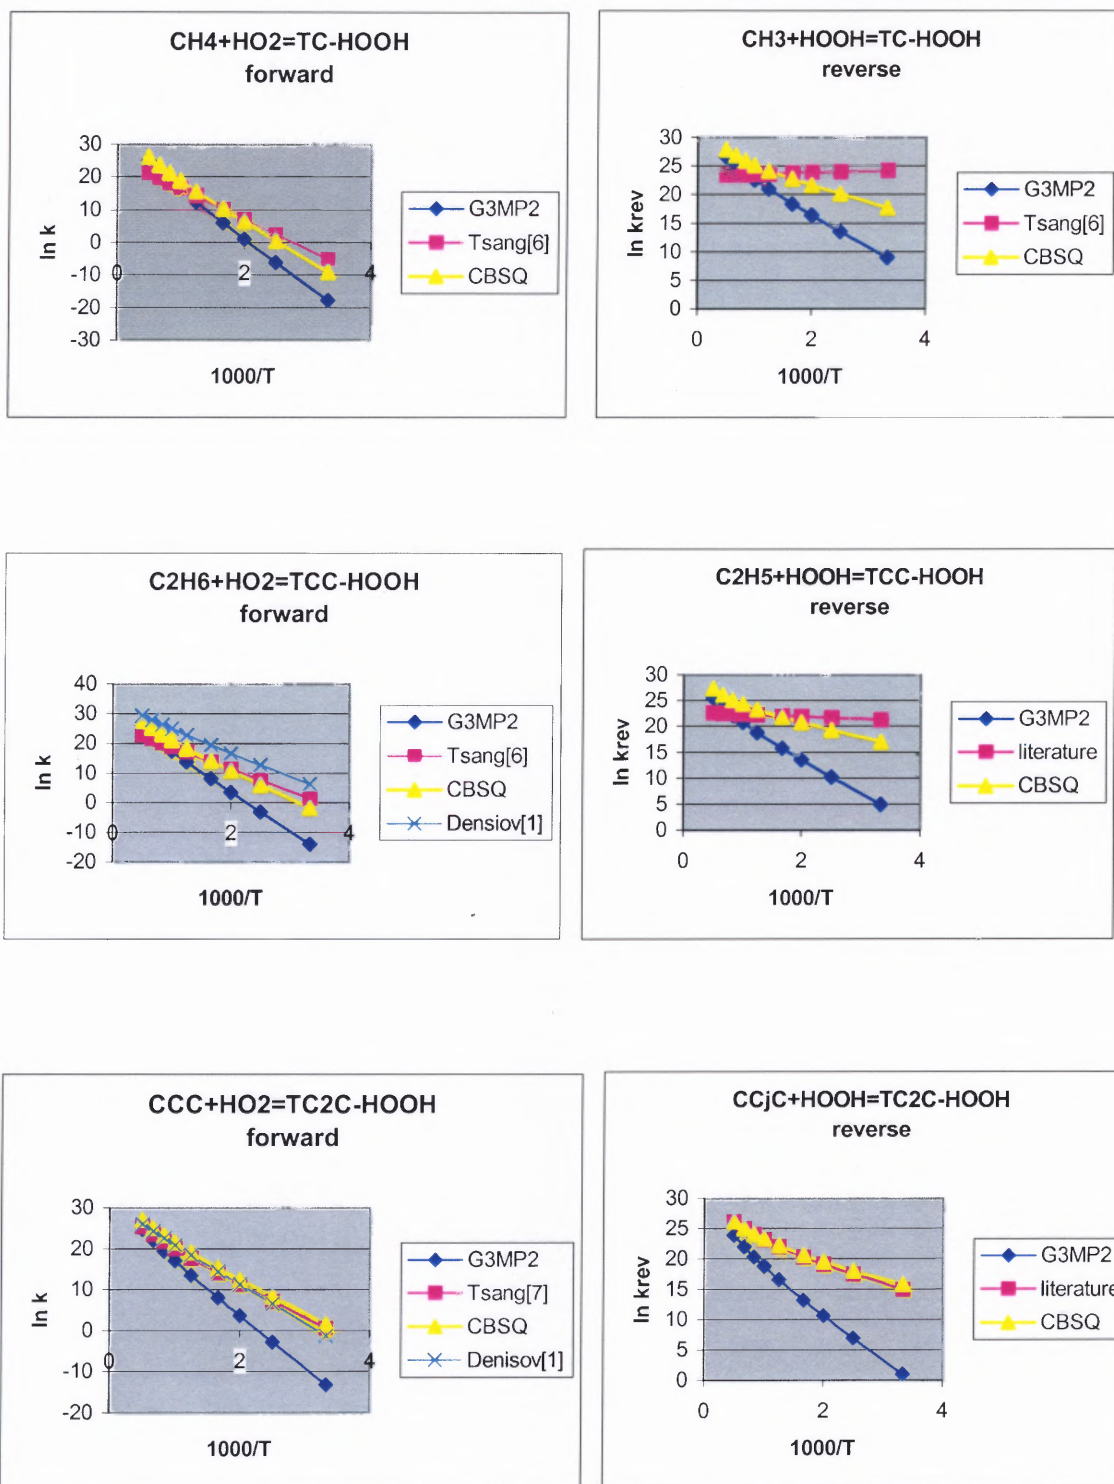 CH4+HO2=TC-HOOH
forward
30
20
10
0
-10
-20
-30
0
2
4
ln k
1000/T
G3MP2
Tsang[6]
CBSQ
CH3+HOOH=TC-HOOH
reverse
30
25
20
15
10
5
0
0
2
4
ln krev
1000/T
G3MP2
Tsang[6]
CBSQ
C2H6+HO2=TCC-HOOH
forward
40
30
20
10
0
-10
-20
0
2
4
ln k
1000/T
G3MP2
Tsang[6]
CBSQ
Densiov[1]
C2H5+HOOH=TCC-HOOH
reverse
30
25
20
15
10
5
0
0
2
4
ln krev
1000/T
G3MP2
literature
CBSQ
CCC+HO2=TC2C-HOOH
forward
30
20
10
0
-10
-20
0
2
4
ln k
1000/T
G3MP2
Tsang[7]
CBSQ
Denisov[1]
CCjC+HOOH=TC2C-HOOH
reverse
30
25
20
15
10
5
0
0
2
4
ln krev
1000/T
G3MP2
literature
CBSQ